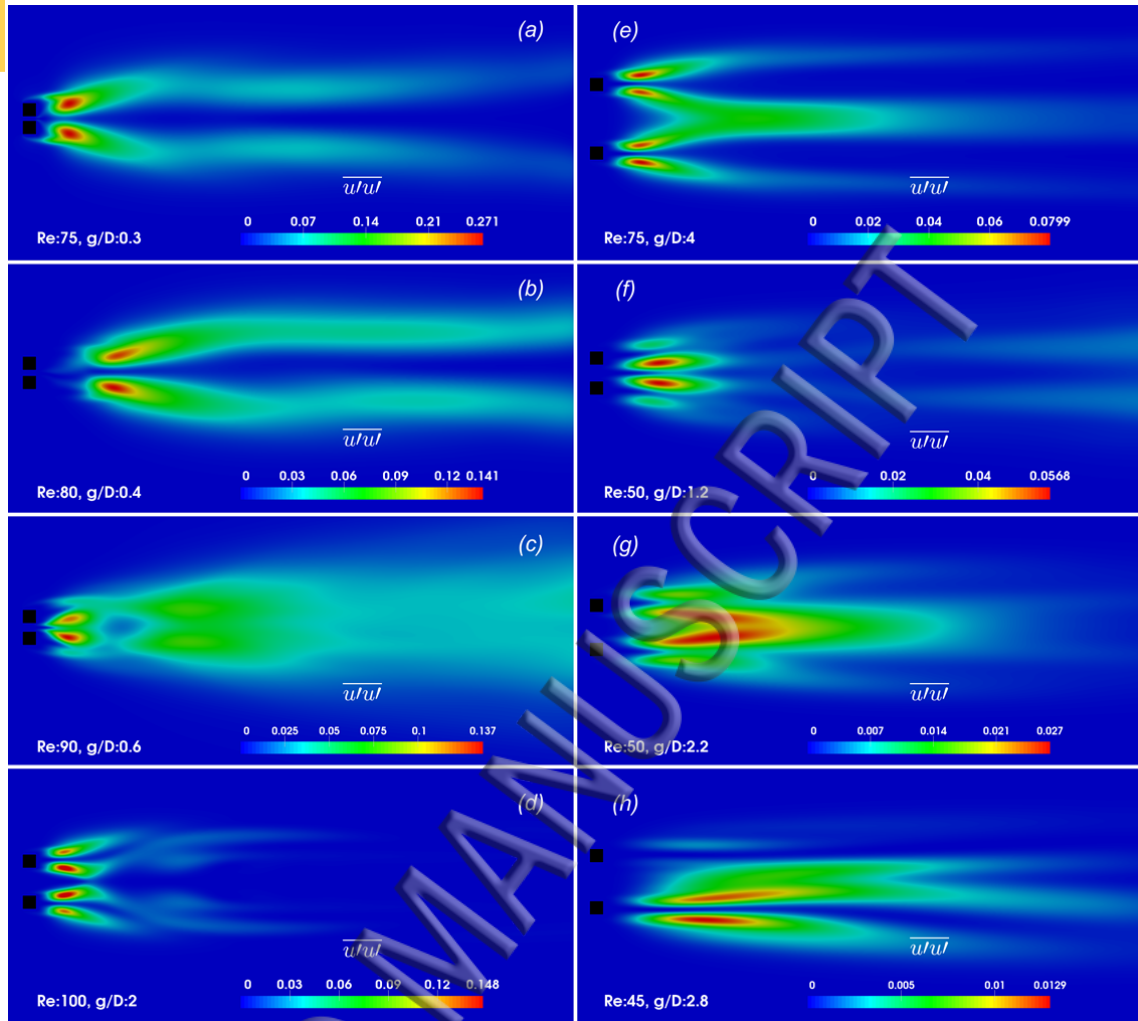 (a)
u′u′
0 0.07 0.14 0.21 0.271
Re:75, g/D:0.3
(b)
u′u′
0 0.03 0.06 0.09 0.12 0.141
Re:80, g/D:0.4
(c)
u′u′
0 0.025 0.05 0.075 0.1 0.137
Re:90, g/D:0.6
(d)
u′u′
0 0.03 0.06 0.09 0.12 0.148
Re:100, g/D:2
(e)
u′u′
0 0.02 0.04 0.06 0.0799
Re:75, g/D:4
(f)
u′u′
0 0.02 0.04 0.0568
Re:50, g/D:1.2
(g)
u′u′
0 0.007 0.014 0.021 0.027
Re:50, g/D:2.2
(h)
u′u′
0 0.005 0.01 0.0129
Re:45, g/D:2.8
MANUSCRIPT